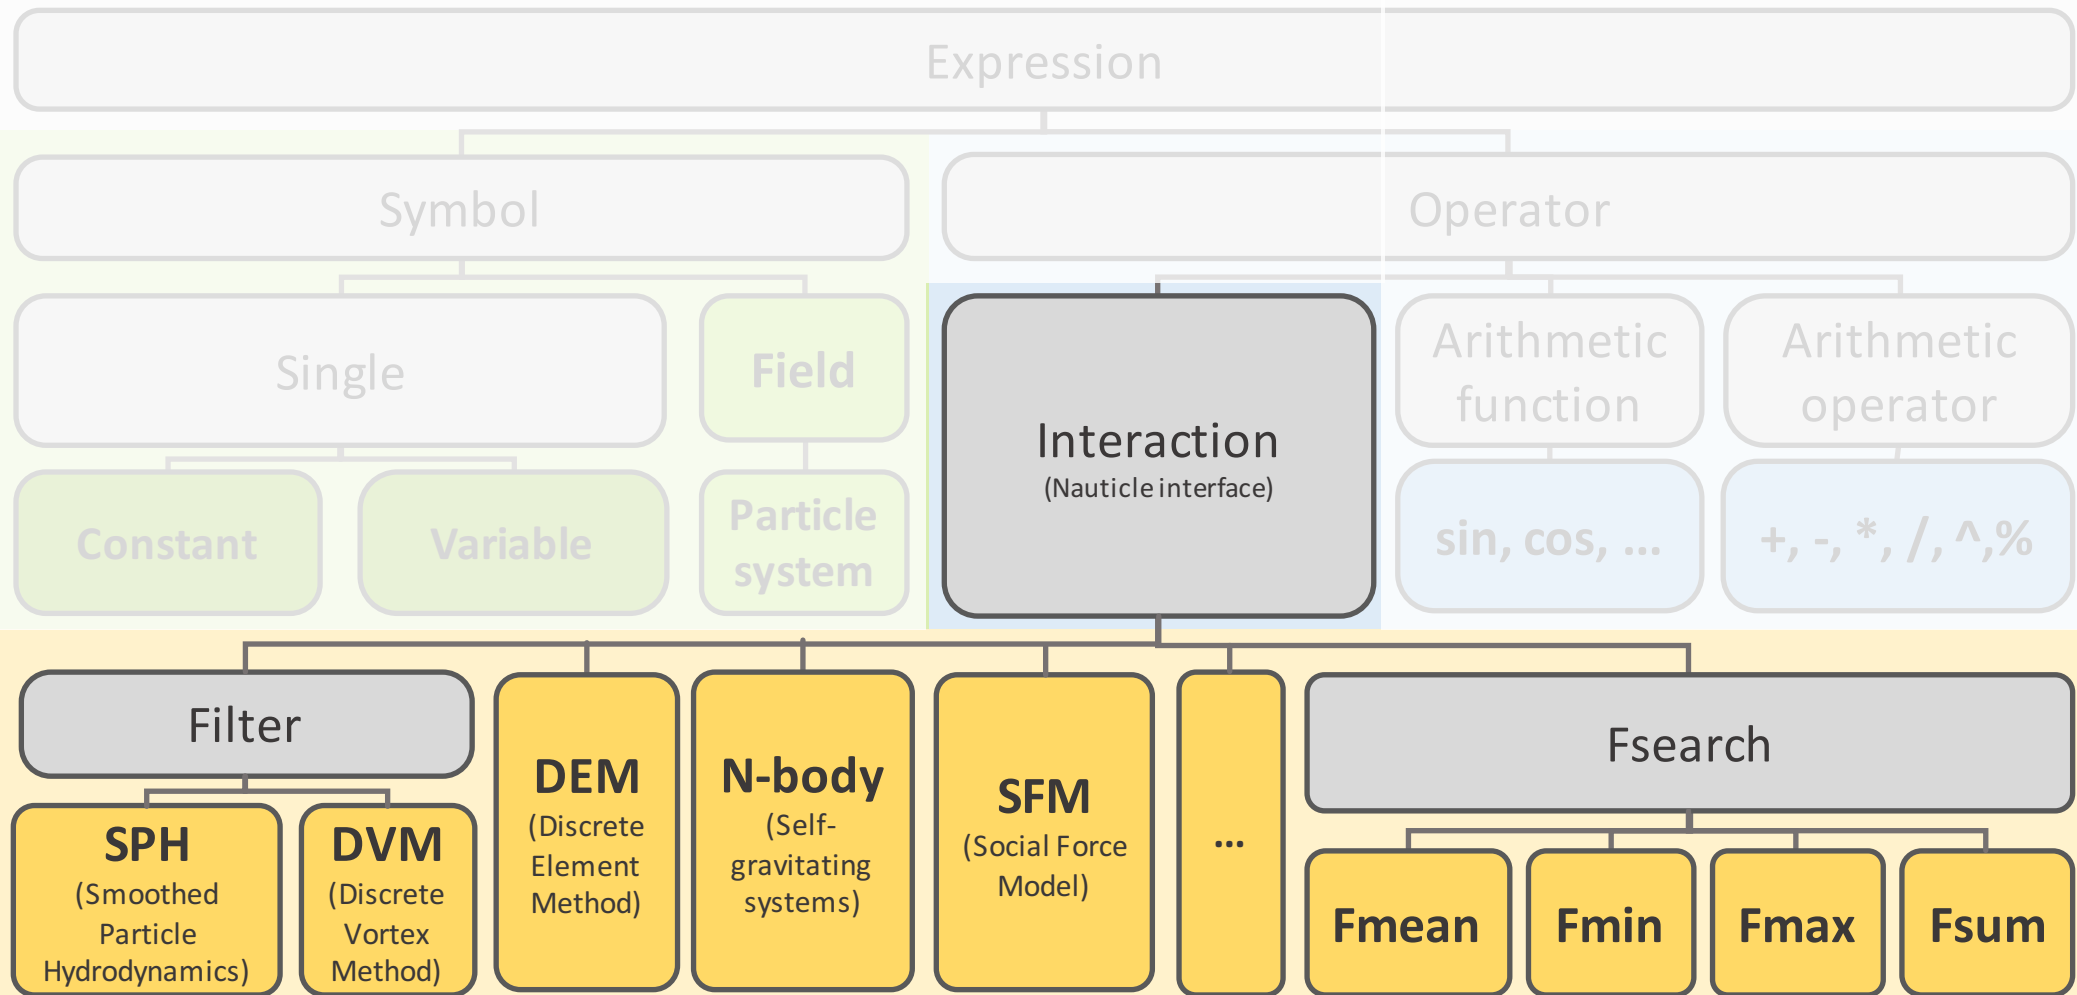 Expression
Symbol
Operator
Single
Field
Interaction
(Nauticle interface)
Arithmetic
function
Arithmetic
operator
Constant
Variable
Particle
system
sin, cos, ...
+, -, *, /, ^,%
Filter
DEM
(Discrete
Element
Method)
N-body
(Self-
gravitating
systems)
SFM
(Social Force
Model)
...
Fsearch
SPH
(Smoothed
Particle
Hydrodynamics)
DVM
(Discrete
Vortex
Method)
Fmean
Fmin
Fmax
Fsum